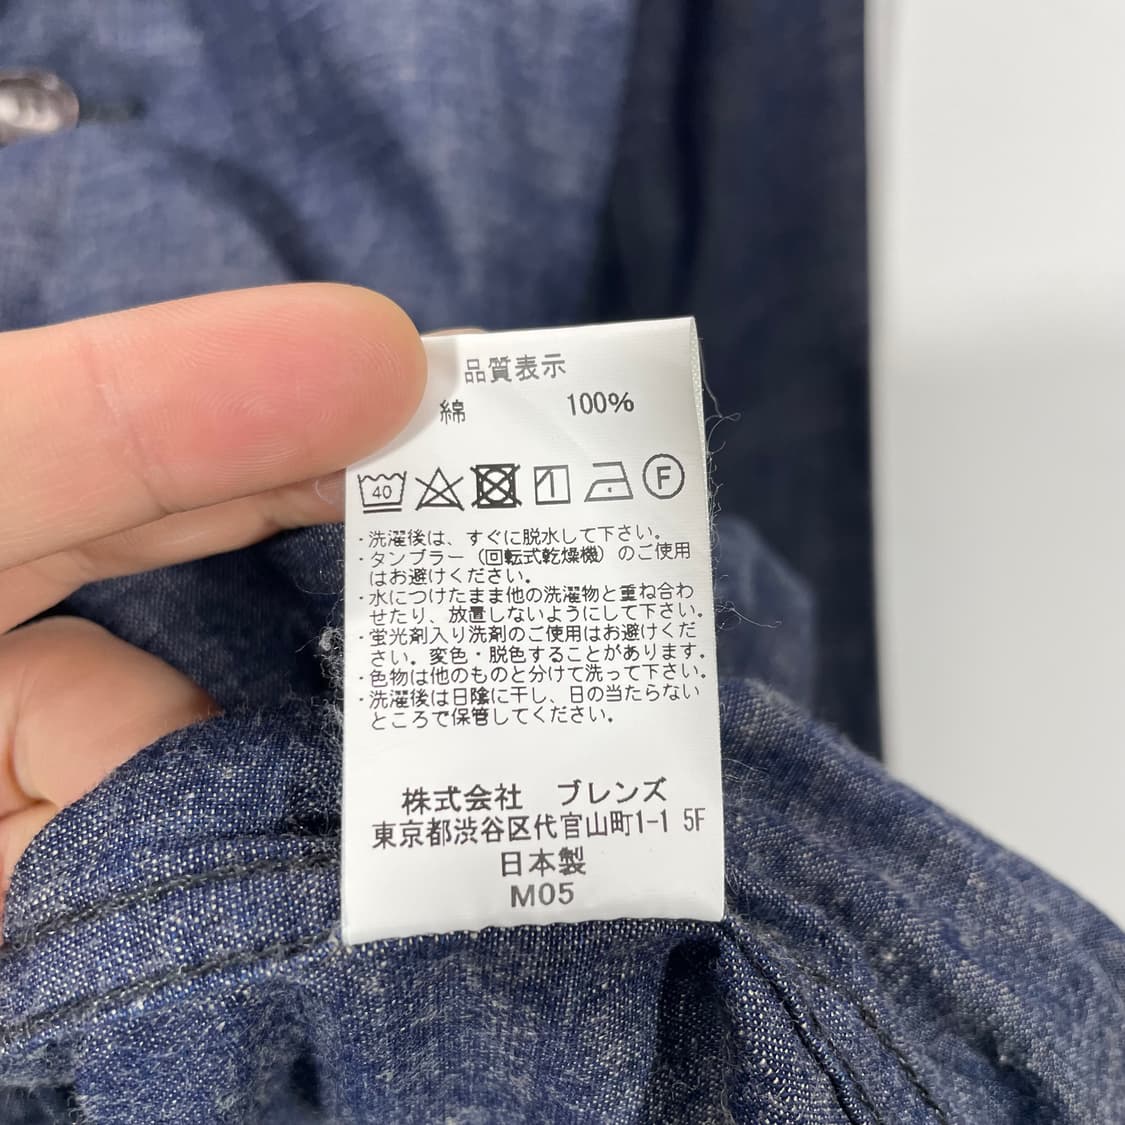 品質表示
綿 100%
40 F
・洗濯後は、すぐに脱水して下さい。
・タンブラー（回転式乾燥機）のご使用
はお避けください。
・水につけたまま他の洗濯物と重ね合わ
せたり、放置しないようにして下さい。
・蛍光剤入り洗剤のご使用はお避けくだ
さい。変色・脱色することがあります。
・色物は他のものと分けて洗って下さい。
・洗濯後は日陰に干し、日の当たらない
ところで保管してください。
株式会社 ブレンズ
東京都渋谷区代官山町1-1 5F
日本製
M05